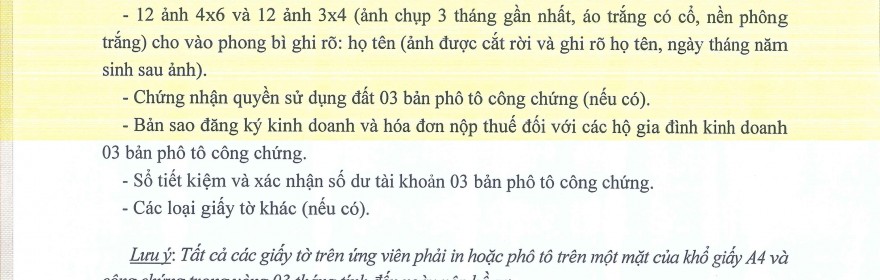 - 12 ảnh 4x6 và 12 ảnh 3x4 (ảnh chụp 3 tháng gần nhất, áo trắng có cổ, nền phông
trắng) cho vào phong bì ghi rõ: họ tên (ảnh được cắt rời và ghi rõ họ tên, ngày tháng năm
sinh sau ảnh).
- Chứng nhận quyền sử dụng đất 03 bản phô tô công chứng (nếu có).
- Bản sao đăng ký kinh doanh và hóa đơn nộp thuế đối với các hộ gia đình kinh doanh
03 bản phô tô công chứng.
- Sổ tiết kiệm và xác nhận số dư tài khoản 03 bản phô tô công chứng.
- Các loại giấy tờ khác (nếu có).
Lưu ý: Tất cả các giấy tờ trên ứng viên phải in hoặc phô tô trên một mặt của khổ giấy A4 và